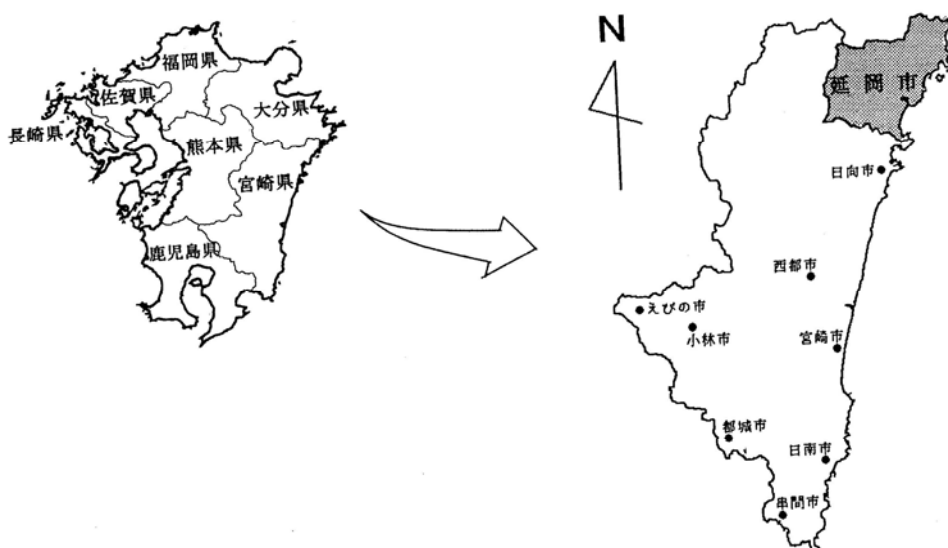 福岡県
佐賀県
大分県
長崎県
熊本県
宮崎県
鹿児島県
N
延岡市
日向市
西都市
えびの市
小林市
宮崎市
都城市
日南市
串間市